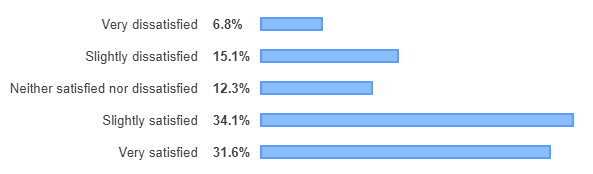 Very dissatisfied 6.8%
Slightly dissatisfied 15.1%
Neither satisfied nor dissatisfied 12.3%
Slightly satisfied 34.1%
Very satisfied 31.6%